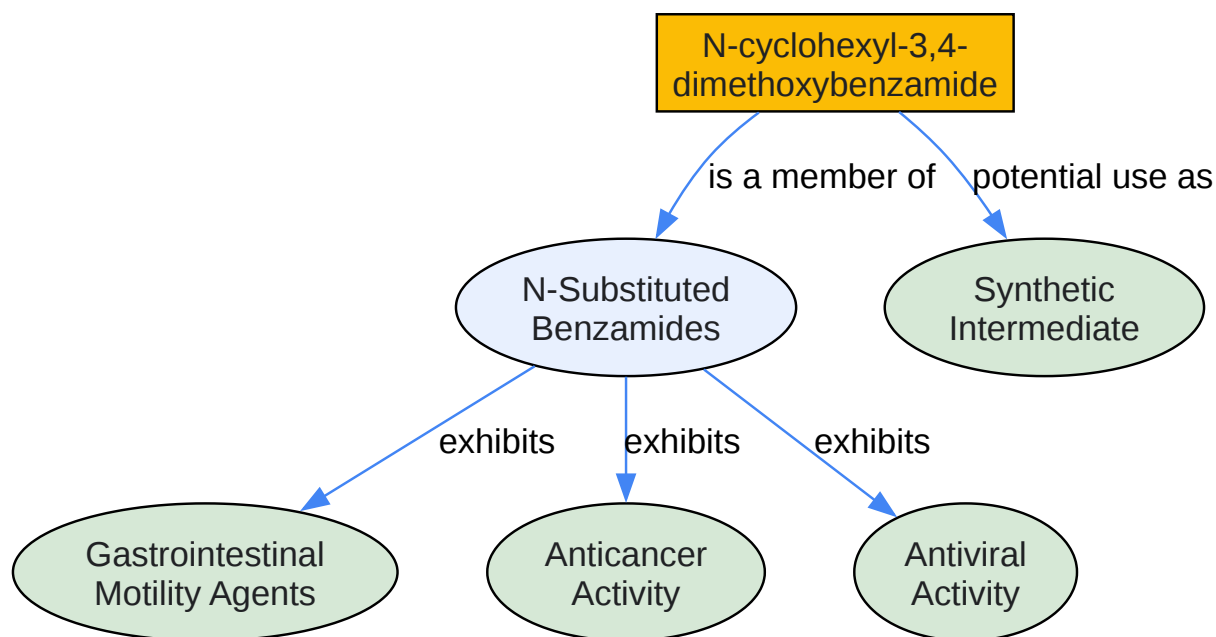 N-cyclohexyl-3,4-
dimethoxybenzamide
is a member of
potential use as
N-Substituted
Benzamides
Synthetic
Intermediate
exhibits
exhibits
exhibits
Gastrointestinal
Motility Agents
Anticancer
Activity
Antiviral
Activity